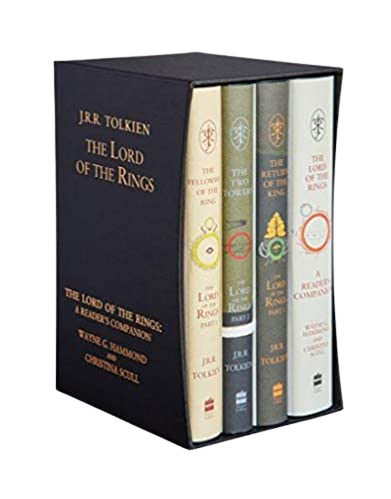 J.R.R. TOLKIEN
THE LORD
OF THE RINGS
THE LORD OF THE RINGS:
A READER'S COMPANION
WAYNE G. HAMMOND
AND
CHRISTINA SCULL
THE
FELLOWSHIP
OF THE
RING
THE
LORD
OF THE
RINGS
PART 1
J.R.R.
TOLKIEN
THE
TWO
TOWERS
THE
LORD
OF THE
RINGS
PART 2
J.R.R.
TOLKIEN
THE
RETURN
OF THE
KING
THE
LORD
OF THE
RINGS
PART 3
J.R.R.
TOLKIEN
THE
LORD
OF THE
RINGS
A
READER'S
COMPANION
WAYNE G.
HAMMOND
AND
CHRISTINA
SCULL